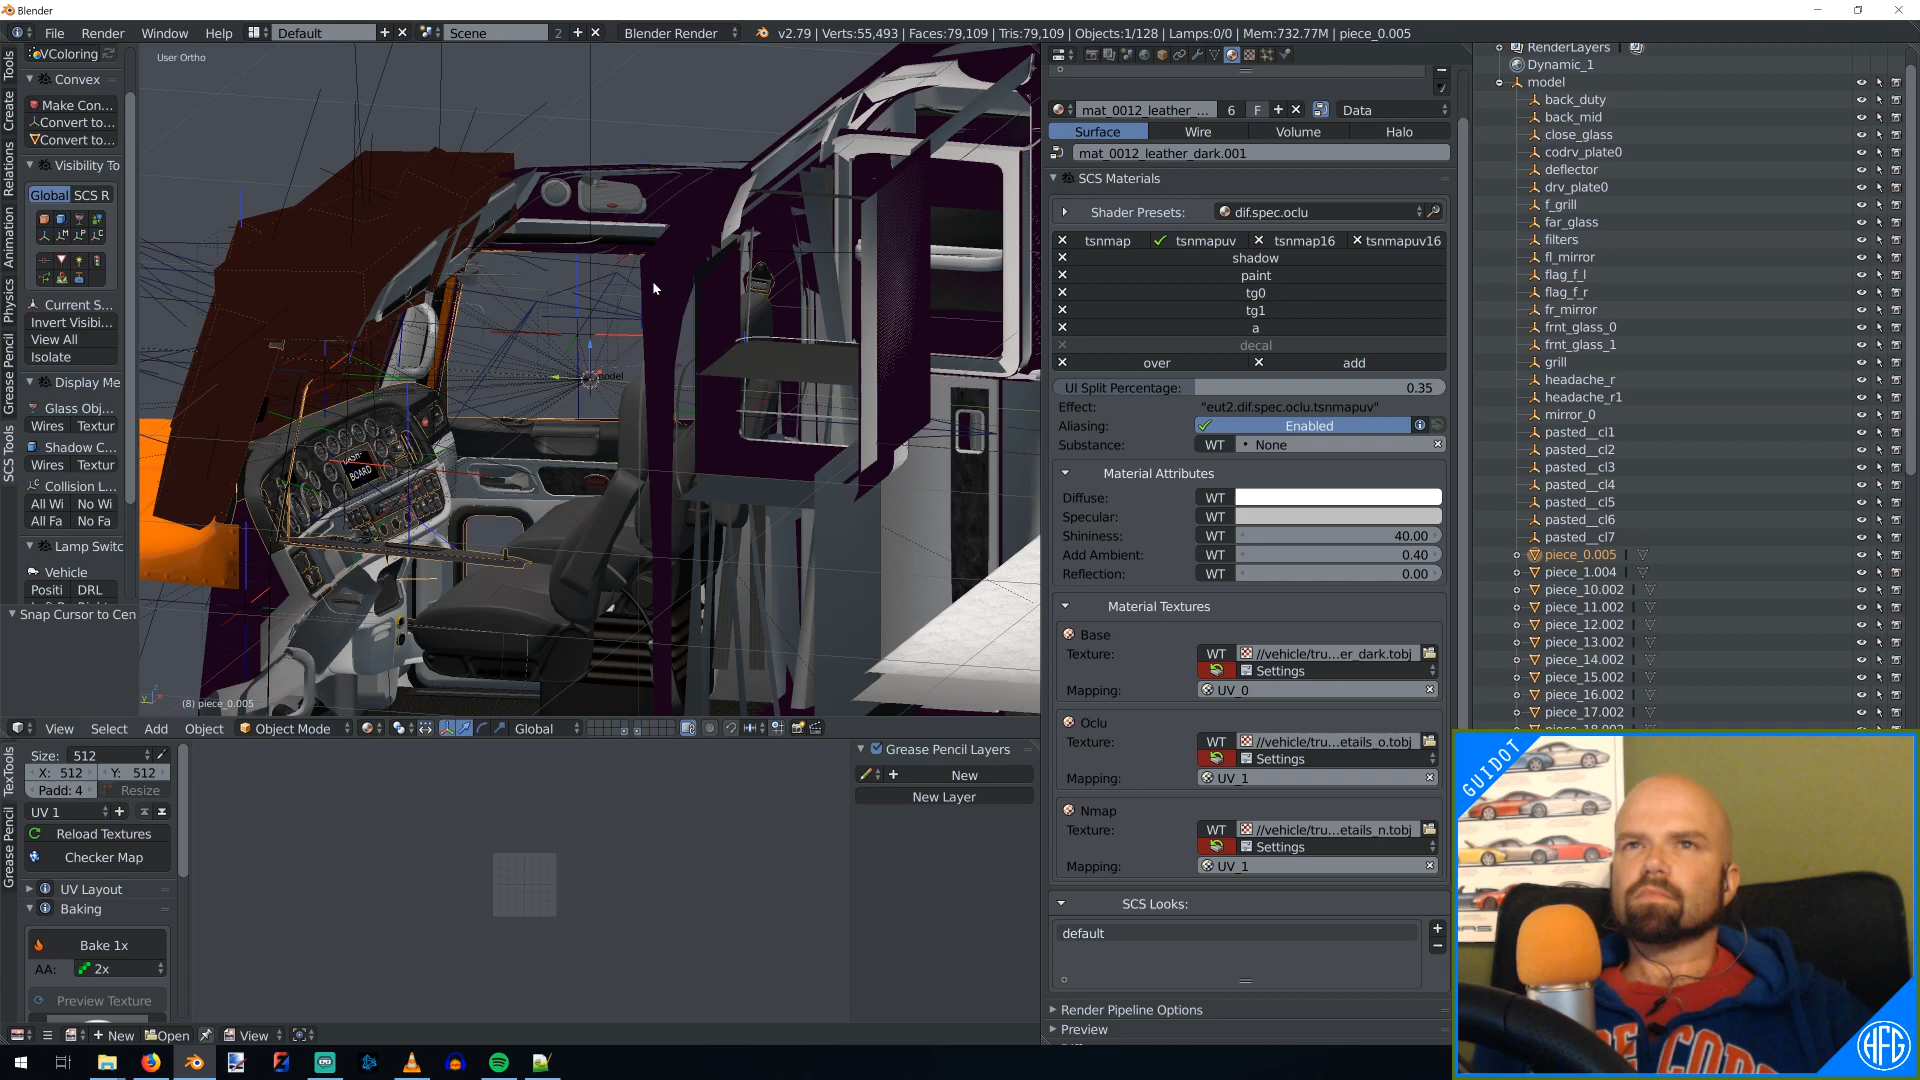 Blender
File Render Window Help Default Scene 2 Blender Render v2.79 | Verts:55,493 | Faces:79,109 | Tris:79,109 | Objects:1/128 | Lamps:0/0 | Mem:732.77M | piece_0.005
VColoring
Convex
Make Con...
Convert to...
Convert to...
Visibility To
Global SCS R
Current S...
Invert Visibi...
View All
Isolate
Display Me
Glass Obj...
Wires Textur
Shadow C...
Wires Textur
Collision L...
All Wi No Wi
All Fa No Fa
Lamp Switc
Vehicle
Positi DRL
Snap Cursor to Cen
Tools
Create
Relations
Animation
Physics
Grease Pencil
SCS Tools
User Ortho
model
DASH-
BOARD
(8) piece_0.005
View Select Add Object Object Mode Global
TexTools
Grease Pencil
Size: 512
X: 512 Y: 512
Padd: 4 Resize
UV 1
Reload Textures
Checker Map
UV Layout
Baking
Bake 1x
AA: 2x
Preview Texture
Grease Pencil Layers
New
New Layer
New Open View
mat_0012_leather_... 6 F Data
Surface Wire Volume Halo
mat_0012_leather_dark.001
SCS Materials
Shader Presets: dif.spec.oclu
tsnmap tsnmapuv tsnmap16 tsnmapuv16
shadow
paint
tg0
tg1
a
decal
over add
UI Split Percentage: 0.35
Effect: "eut2.dif.spec.oclu.tsnmapuv"
Aliasing: Enabled
Substance: WT None
Material Attributes
Diffuse: WT
Specular: WT
Shininess: WT 40.00
Add Ambient: WT 0.40
Reflection: WT 0.00
Material Textures
Base
Texture: WT //vehicle/tru...er_dark.tobj
Settings
Mapping: UV_0
Oclu
Texture: WT //vehicle/tru...etails_o.tobj
Settings
Mapping: UV_1
Nmap
Texture: WT //vehicle/tru...etails_n.tobj
Settings
Mapping: UV_1
SCS Looks:
default
Render Pipeline Options
Preview
RenderLayers
Dynamic_1
model
back_duty
back_mid
close_glass
codrv_plate0
deflector
drv_plate0
f_grill
far_glass
filters
fl_mirror
flag_f_l
flag_f_r
fr_mirror
frnt_glass_0
frnt_glass_1
grill
headache_r
headache_r1
mirror_0
pasted__cl1
pasted__cl2
pasted__cl3
pasted__cl4
pasted__cl5
pasted__cl6
pasted__cl7
piece_0.005
piece_1.004
piece_10.002
piece_11.002
piece_12.002
piece_13.002
piece_14.002
piece_15.002
piece_16.002
piece_17.002
GUIDOT
AFG